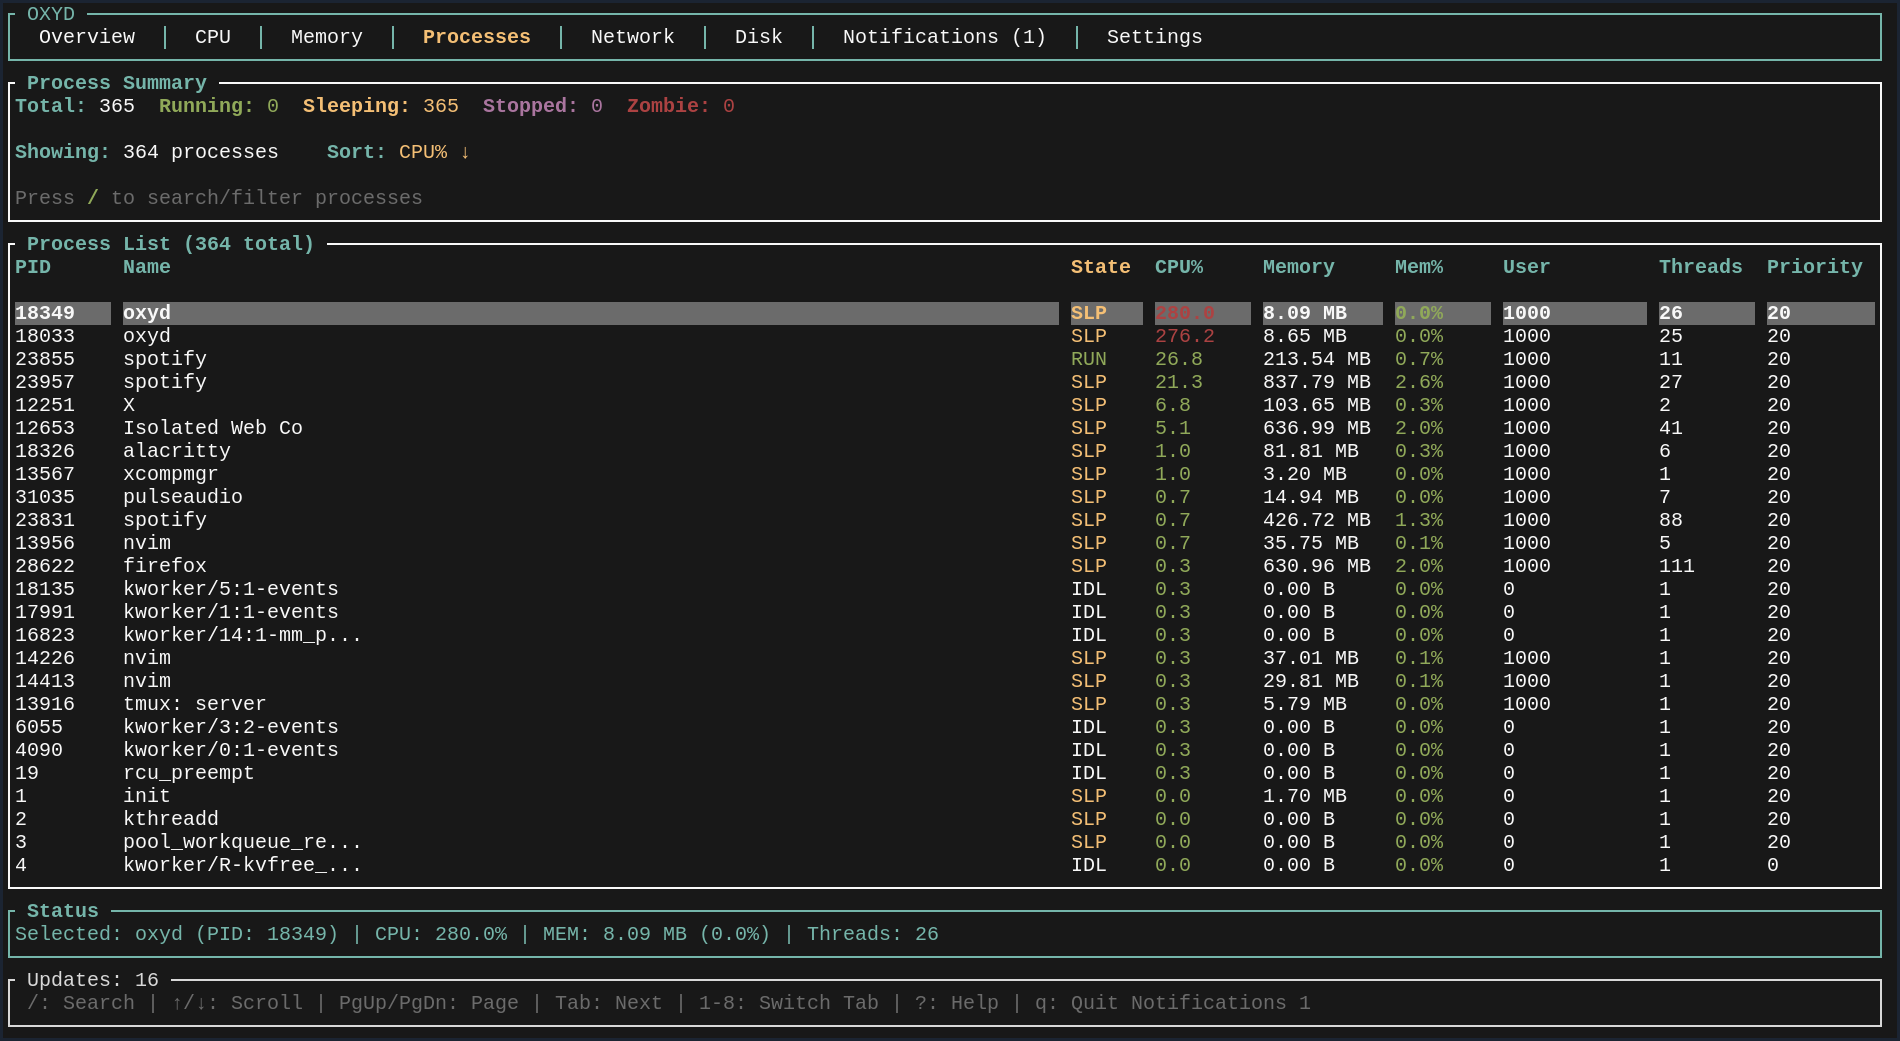 OXYD
Overview │ CPU │ Memory │ Processes │ Network │ Disk │ Notifications (1) │ Settings
Process Summary
Total: 365 Running: 0 Sleeping: 365 Stopped: 0 Zombie: 0
Showing: 364 processes Sort: CPU% ↓
Press / to search/filter processes
Process List (364 total)
PID Name State CPU% Memory Mem% User Threads Priority
18349 oxyd SLP 280.0 8.09 MB 0.0% 1000 26 20
18033 oxyd SLP 276.2 8.65 MB 0.0% 1000 25 20
23855 spotify RUN 26.8 213.54 MB 0.7% 1000 11 20
23957 spotify SLP 21.3 837.79 MB 2.6% 1000 27 20
12251 X SLP 6.8 103.65 MB 0.3% 1000 2 20
12653 Isolated Web Co SLP 5.1 636.99 MB 2.0% 1000 41 20
18326 alacritty SLP 1.0 81.81 MB 0.3% 1000 6 20
13567 xcompmgr SLP 1.0 3.20 MB 0.0% 1000 1 20
31035 pulseaudio SLP 0.7 14.94 MB 0.0% 1000 7 20
23831 spotify SLP 0.7 426.72 MB 1.3% 1000 88 20
13956 nvim SLP 0.7 35.75 MB 0.1% 1000 5 20
28622 firefox SLP 0.3 630.96 MB 2.0% 1000 111 20
18135 kworker/5:1-events IDL 0.3 0.00 B 0.0% 0 1 20
17991 kworker/1:1-events IDL 0.3 0.00 B 0.0% 0 1 20
16823 kworker/14:1-mm_p... IDL 0.3 0.00 B 0.0% 0 1 20
14226 nvim SLP 0.3 37.01 MB 0.1% 1000 1 20
14413 nvim SLP 0.3 29.81 MB 0.1% 1000 1 20
13916 tmux: server SLP 0.3 5.79 MB 0.0% 1000 1 20
6055 kworker/3:2-events IDL 0.3 0.00 B 0.0% 0 1 20
4090 kworker/0:1-events IDL 0.3 0.00 B 0.0% 0 1 20
19 rcu_preempt IDL 0.3 0.00 B 0.0% 0 1 20
1 init SLP 0.0 1.70 MB 0.0% 0 1 20
2 kthreadd SLP 0.0 0.00 B 0.0% 0 1 20
3 pool_workqueue_re... SLP 0.0 0.00 B 0.0% 0 1 20
4 kworker/R-kvfree_... IDL 0.0 0.00 B 0.0% 0 1 0
Status
Selected: oxyd (PID: 18349) | CPU: 280.0% | MEM: 8.09 MB (0.0%) | Threads: 26
Updates: 16
/: Search | ↑/↓: Scroll | PgUp/PgDn: Page | Tab: Next | 1-8: Switch Tab | ?: Help | q: Quit Notifications 1